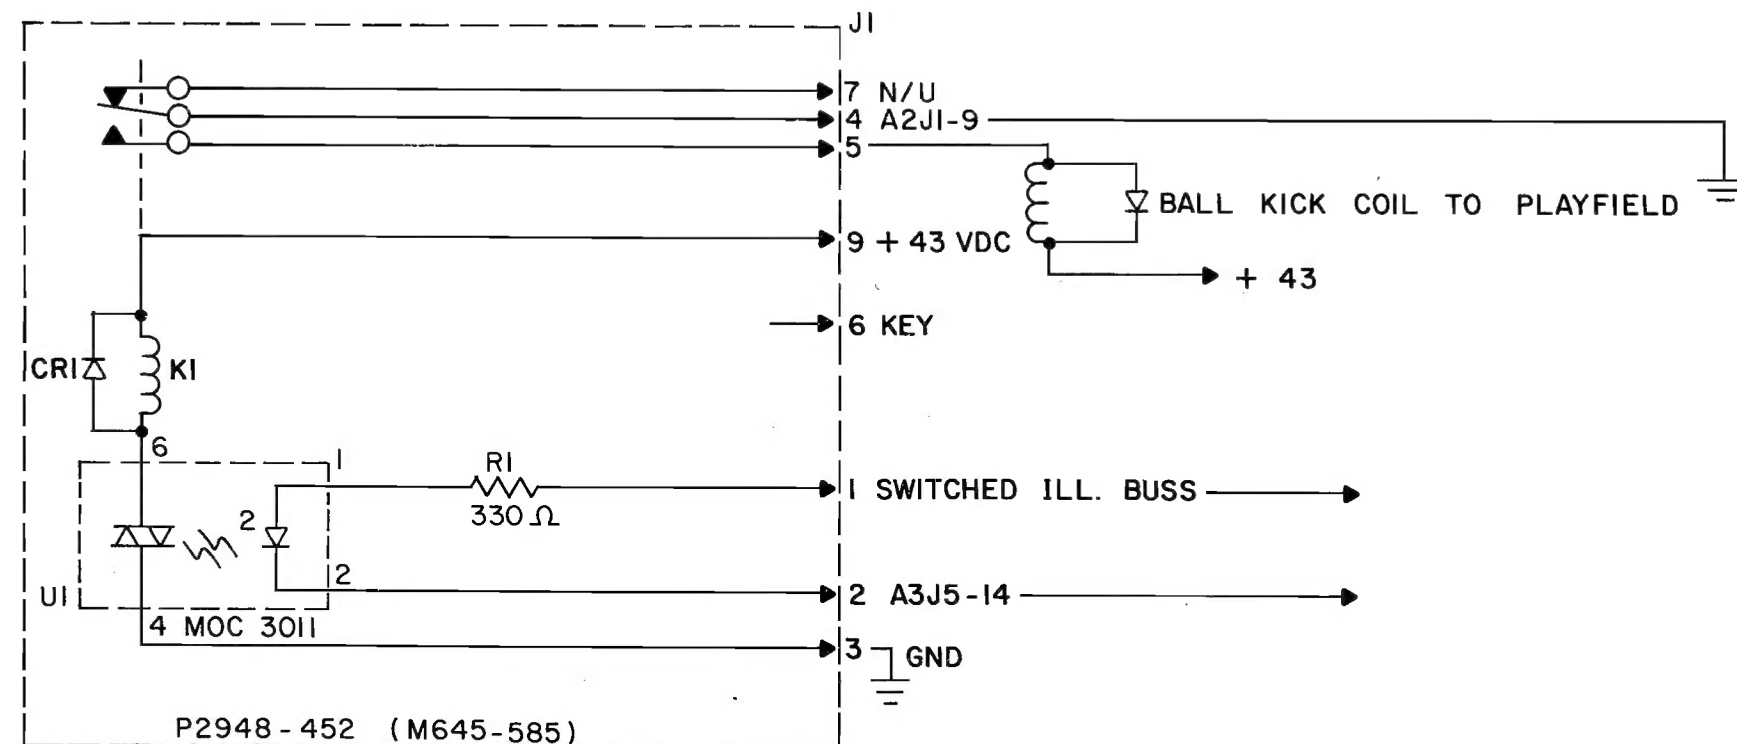 J1
7 N/U
4 A2J1-9
5
BALL KICK COIL TO PLAYFIELD
9 + 43 VDC
+ 43
6 KEY
CR1
K1
6
1
R1
330 Ω
1 SWITCHED ILL. BUSS
2
2
2 A3J5-14
U1
4 MOC 3011
3 GND
P2948-452 (M645-585)